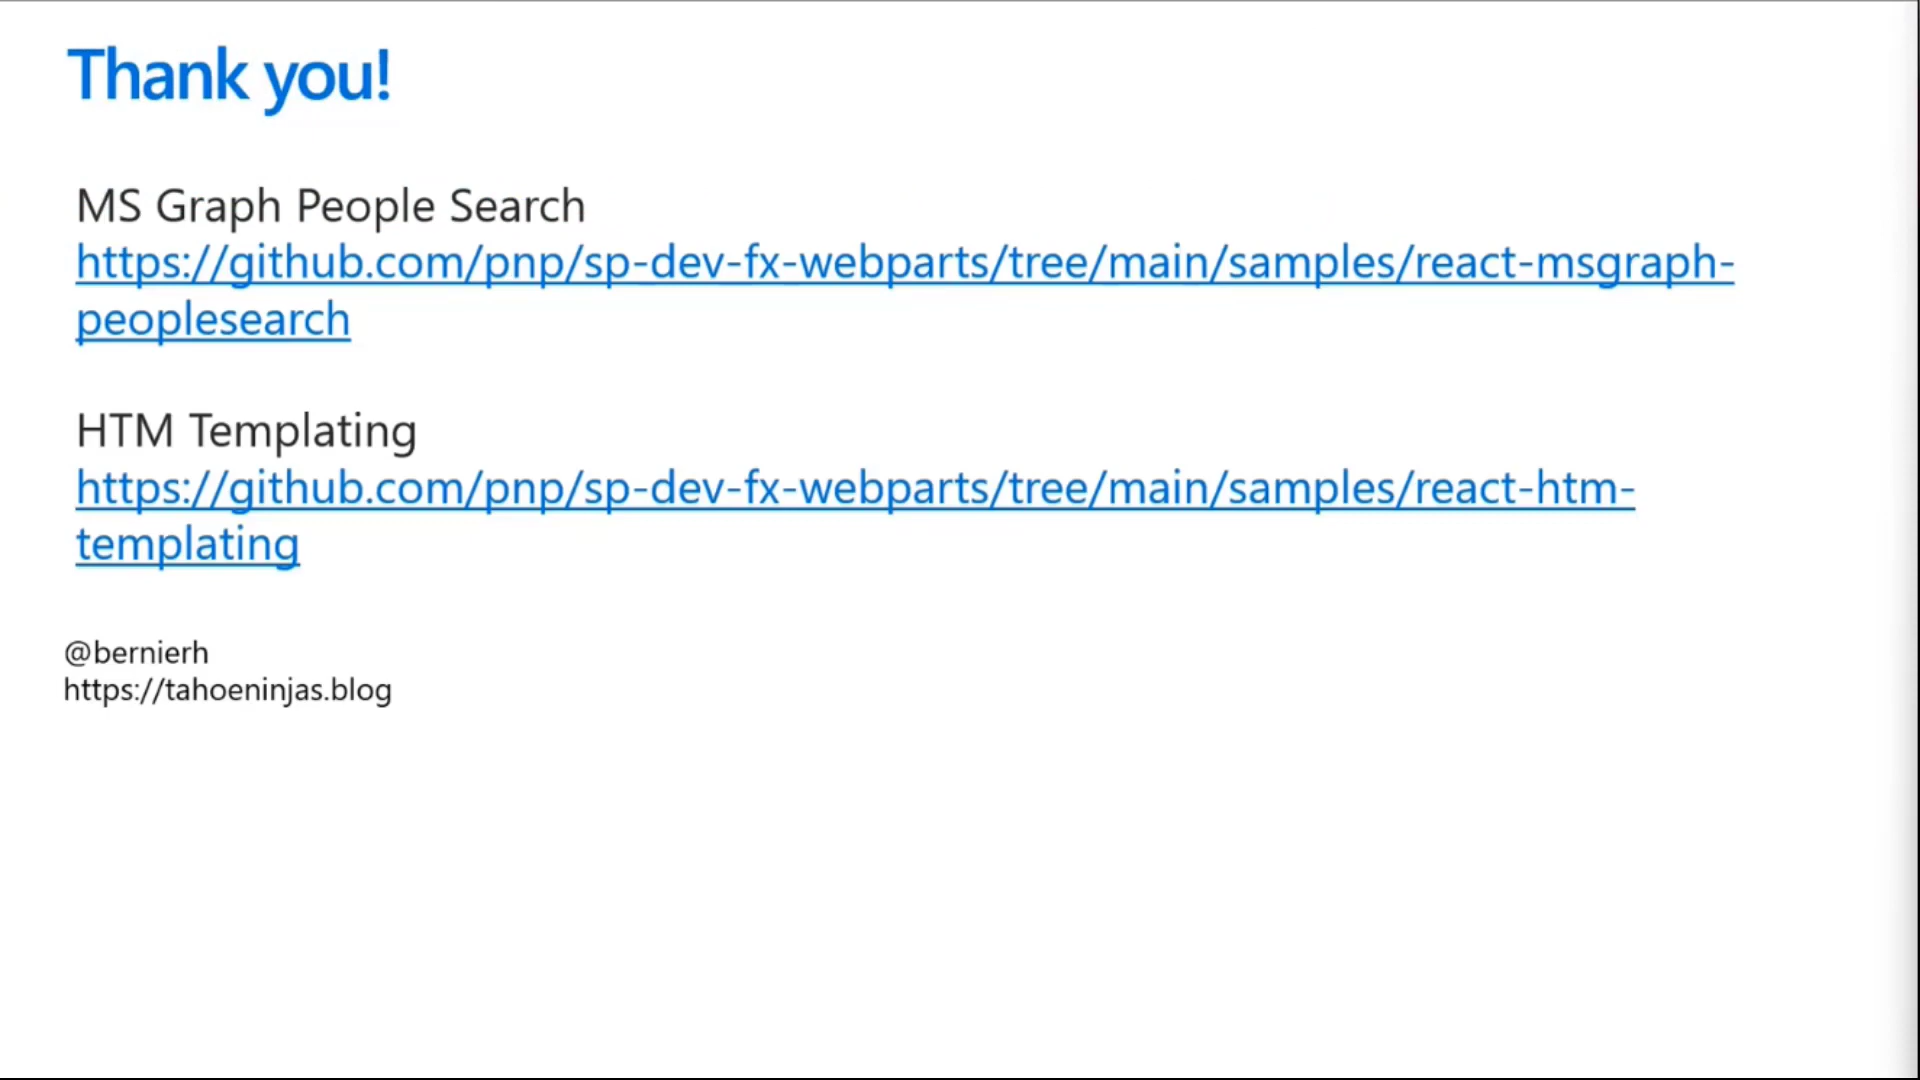 Thank you!
MS Graph People Search
https://github.com/pnp/sp-dev-fx-webparts/tree/main/samples/react-msgraph-
peoplesearch
HTM Templating
https://github.com/pnp/sp-dev-fx-webparts/tree/main/samples/react-htm-
templating
@bernierh
https://tahoeninjas.blog